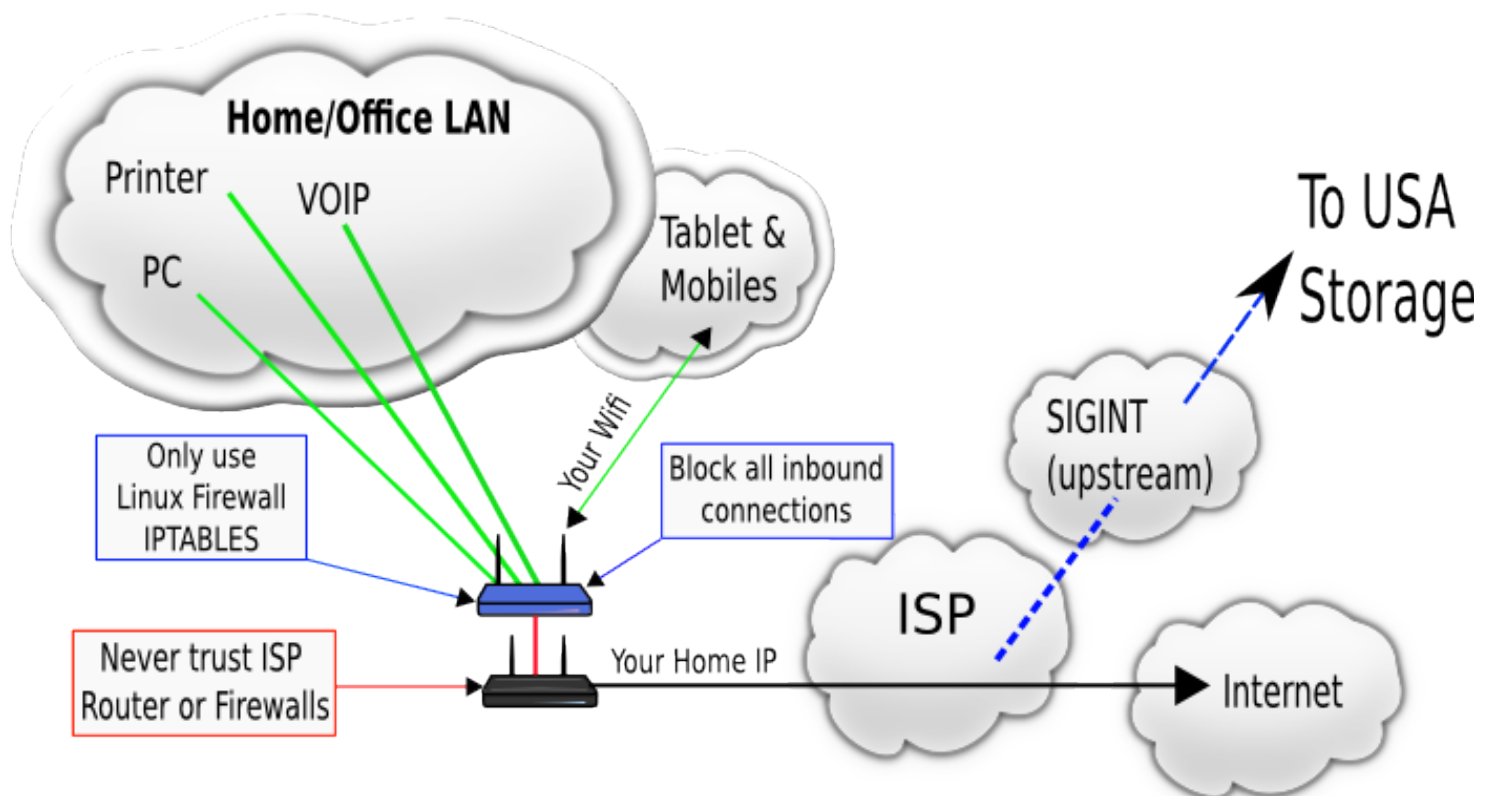 Home/Office LAN
Printer
VOIP
PC
Tablet &
Mobiles
To USA
Storage
Your Wifi
SIGINT
(upstream)
Only use
Linux Firewall
IPTABLES
Block all inbound
connections
ISP
Never trust ISP
Router or Firewalls
Your Home IP
Internet